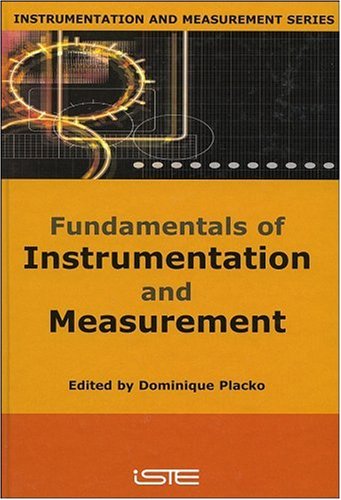 INSTRUMENTATION AND MEASUREMENT SERIES
Fundamentals of
Instrumentation
and
Measurement
Edited by Dominique Placko
iSTE